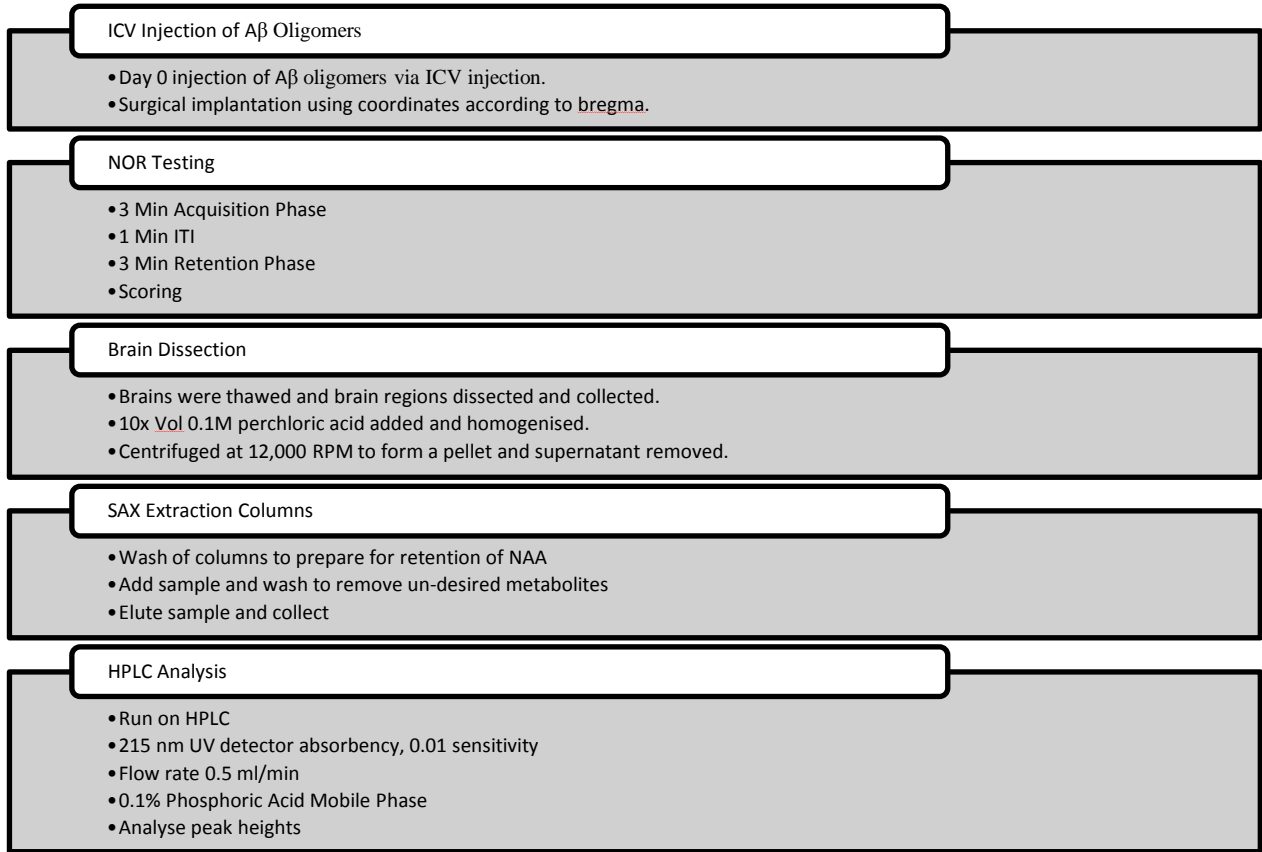 ICV Injection of Aβ Oligomers
•Day 0 injection of Aβ oligomers via ICV injection.
•Surgical implantation using coordinates according to bregma.
NOR Testing
•3 Min Acquisition Phase
•1 Min ITI
•3 Min Retention Phase
•Scoring
Brain Dissection
•Brains were thawed and brain regions dissected and collected.
•10x Vol 0.1M perchloric acid added and homogenised.
•Centrifuged at 12,000 RPM to form a pellet and supernatant removed.
SAX Extraction Columns
•Wash of columns to prepare for retention of NAA
•Add sample and wash to remove un-desired metabolites
•Elute sample and collect
HPLC Analysis
•Run on HPLC
•215 nm UV detector absorbency, 0.01 sensitivity
•Flow rate 0.5 ml/min
•0.1% Phosphoric Acid Mobile Phase
•Analyse peak heights